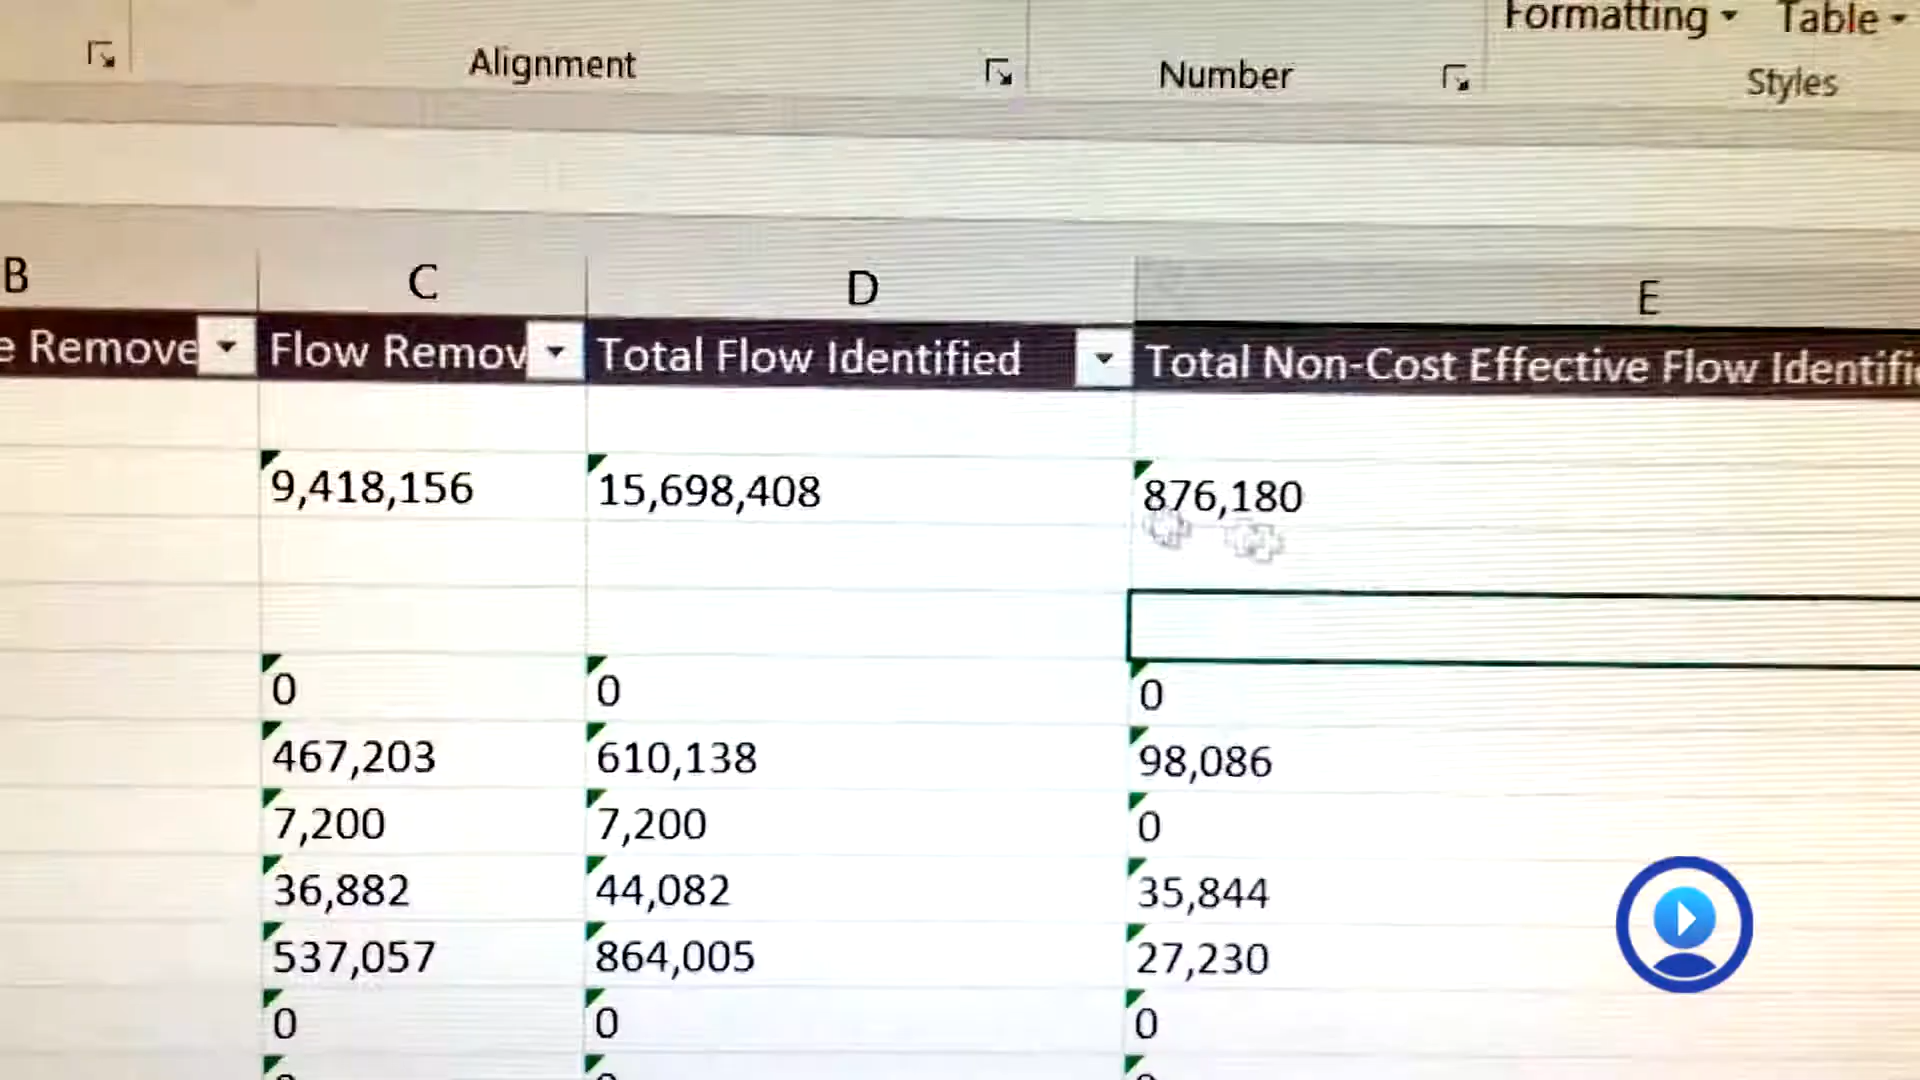 Formatting Table
Alignment Number Styles
B C D E
e Remove Flow Remov Total Flow Identified Total Non-Cost Effective Flow Identifi
9,418,156 15,698,408 876,180
0 0 0
467,203 610,138 98,086
7,200 7,200 0
36,882 44,082 35,844
537,057 864,005 27,230
0 0 0